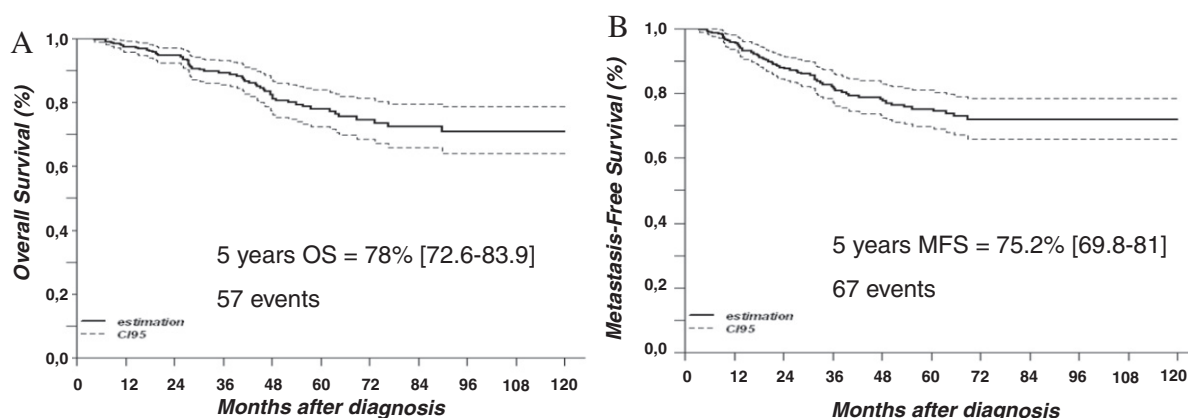 A
Overall Survival (%)
1,0
0,8
0,6
0,4
0,2
0,0
5 years OS = 78% [72.6-83.9]
57 events
estimation
CI95
0 12 24 36 48 60 72 84 96 108 120
Months after diagnosis
B
Metastasis-Free Survival (%)
1,0
0,8
0,6
0,4
0,2
0,0
5 years MFS = 75.2% [69.8-81]
67 events
estimation
CI95
0 12 24 36 48 60 72 84 96 108 120
Months after diagnosis